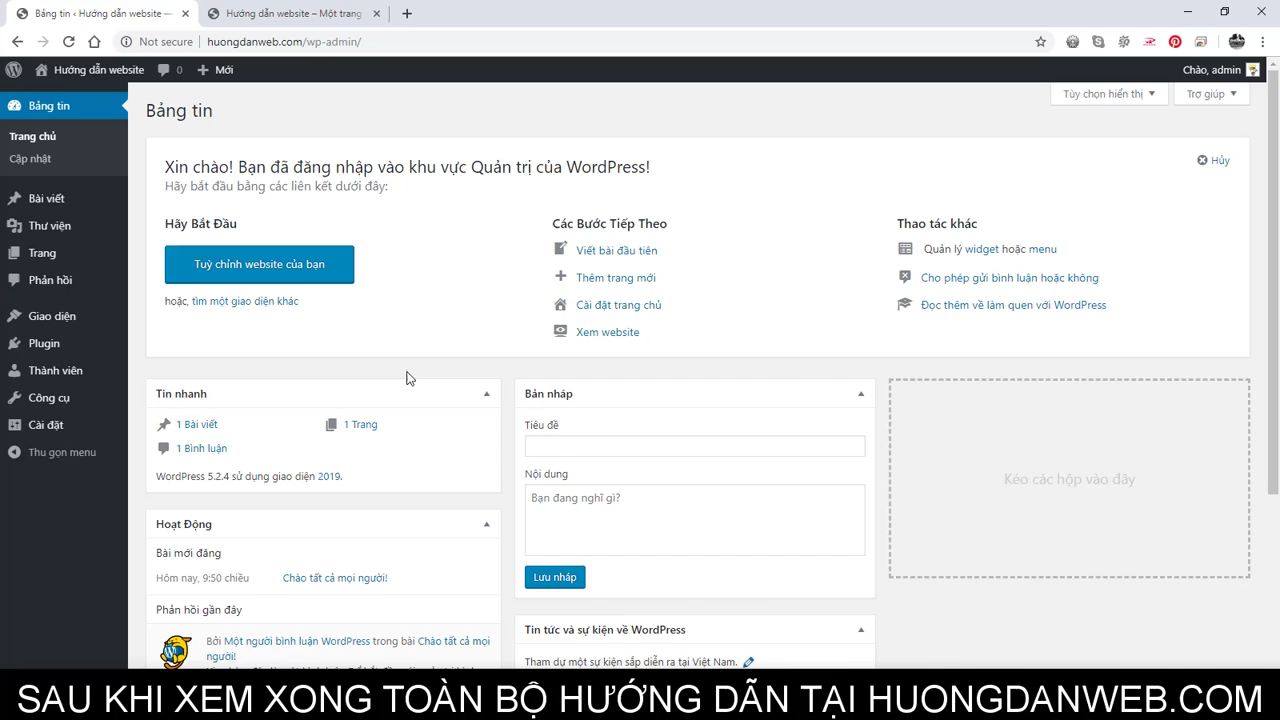 Bảng tin ‹ Hướng dẫn website —
Hướng dẫn website – Một trang
Not secure
huongdanweb.com/wp-admin/
Hướng dẫn website
0
Mới
Chào, admin
Bảng tin
Trang chủ
Cập nhật
Bài viết
Thư viện
Trang
Phản hồi
Giao diện
Plugin
Thành viên
Công cụ
Cài đặt
Thu gọn menu
Bảng tin
Tùy chọn hiển thị
Trợ giúp
Xin chào! Bạn đã đăng nhập vào khu vực Quản trị của WordPress!
Hãy bắt đầu bằng các liên kết dưới đây:
Hủy
Hãy Bắt Đầu
Tuỳ chỉnh website của bạn
hoặc, tìm một giao diện khác
Các Bước Tiếp Theo
Viết bài đầu tiên
Thêm trang mới
Cài đặt trang chủ
Xem website
Thao tác khác
Quản lý widget hoặc menu
Cho phép gửi bình luận hoặc không
Đọc thêm về làm quen với WordPress
Tin nhanh
1 Bài viết
1 Trang
1 Bình luận
WordPress 5.2.4 sử dụng giao diện 2019.
Hoạt Động
Bài mới đăng
Hôm nay, 9:50 chiều
Chào tất cả mọi người!
Phản hồi gần đây
Bởi Một người bình luận WordPress trong bài Chào tất cả mọi
người!
Bản nháp
Tiêu đề
Nội dung
Bạn đang nghĩ gì?
Lưu nháp
Tin tức và sự kiện về WordPress
Tham dự một sự kiện sắp diễn ra tại Việt Nam.
Kéo các hộp vào đây
SAU KHI XEM XONG TOÀN BỘ HƯỚNG DẪN TẠI HUONGDANWEB.COM